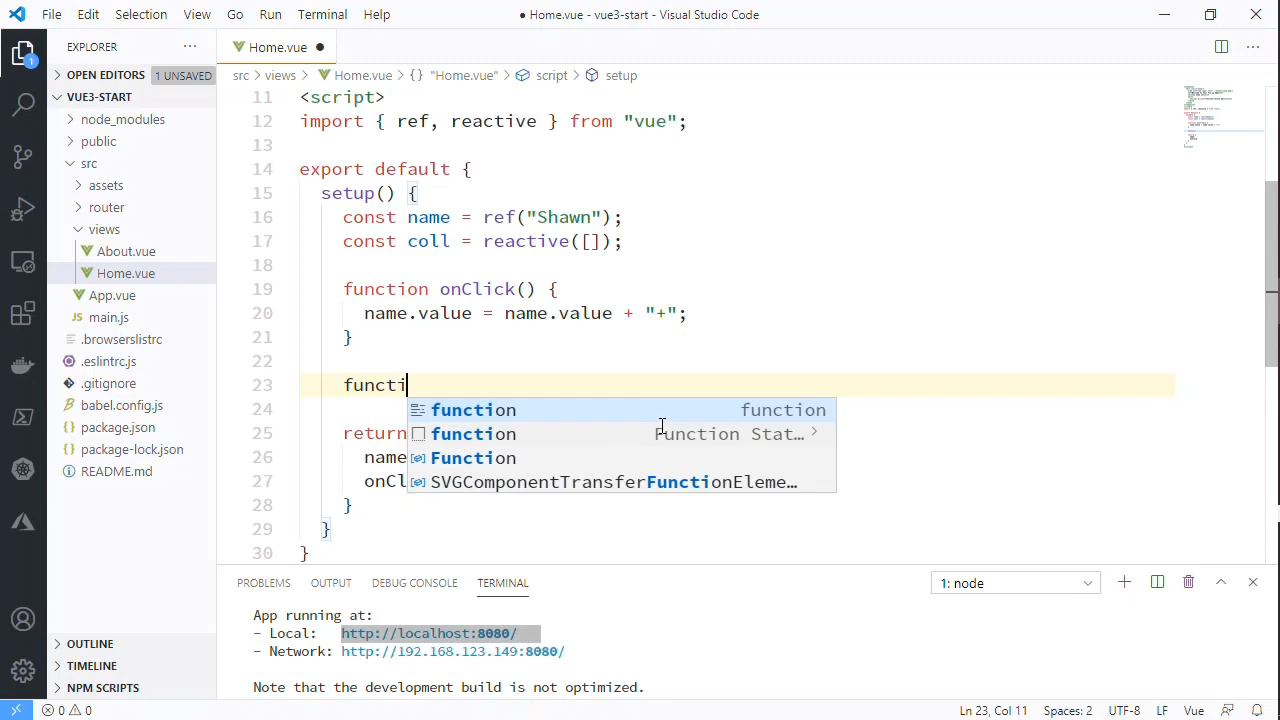 File Edit Selection View Go Run Terminal Help
● Home.vue - vue3-start - Visual Studio Code
EXPLORER ···
1
OPEN EDITORS 1 UNSAVED
VUE3-START
node_modules
public
src
assets
router
views
About.vue
Home.vue
App.vue
JS main.js
.browserslistrc
.eslintrc.js
.gitignore
babel.config.js
{} package.json
{} package-lock.json
README.md
OUTLINE
TIMELINE
NPM SCRIPTS
Home.vue ●
src > views > Home.vue > {} "Home.vue" > script > setup
11 <script>
12 import { ref, reactive } from "vue";
13
14 export default {
15 setup() {
16 const name = ref("Shawn");
17 const coll = reactive([]);
18
19 function onClick() {
20 name.value = name.value + "+";
21 }
22
23 functi
24
25 return
26 name
27 onCl
28 }
29 }
30 }
function function
function Function Stat…
Function
SVGComponentTransferFunctionEleme…
PROBLEMS OUTPUT DEBUG CONSOLE TERMINAL
1: node
App running at:
- Local: http://localhost:8080/
- Network: http://192.168.123.149:8080/
Note that the development build is not optimized.
0 0
Ln 23, Col 11 Spaces: 2 UTF-8 LF Vue